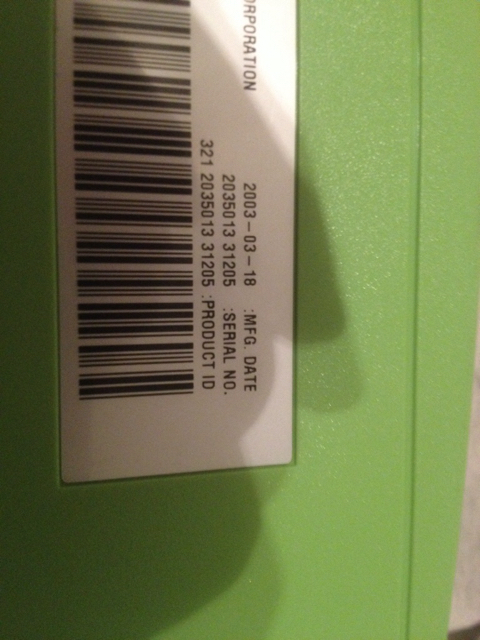 ORPORATION
2003-03-18 :MFG. DATE
2035013 31205 :SERIAL NO.
321 2035013 31205 :PRODUCT ID